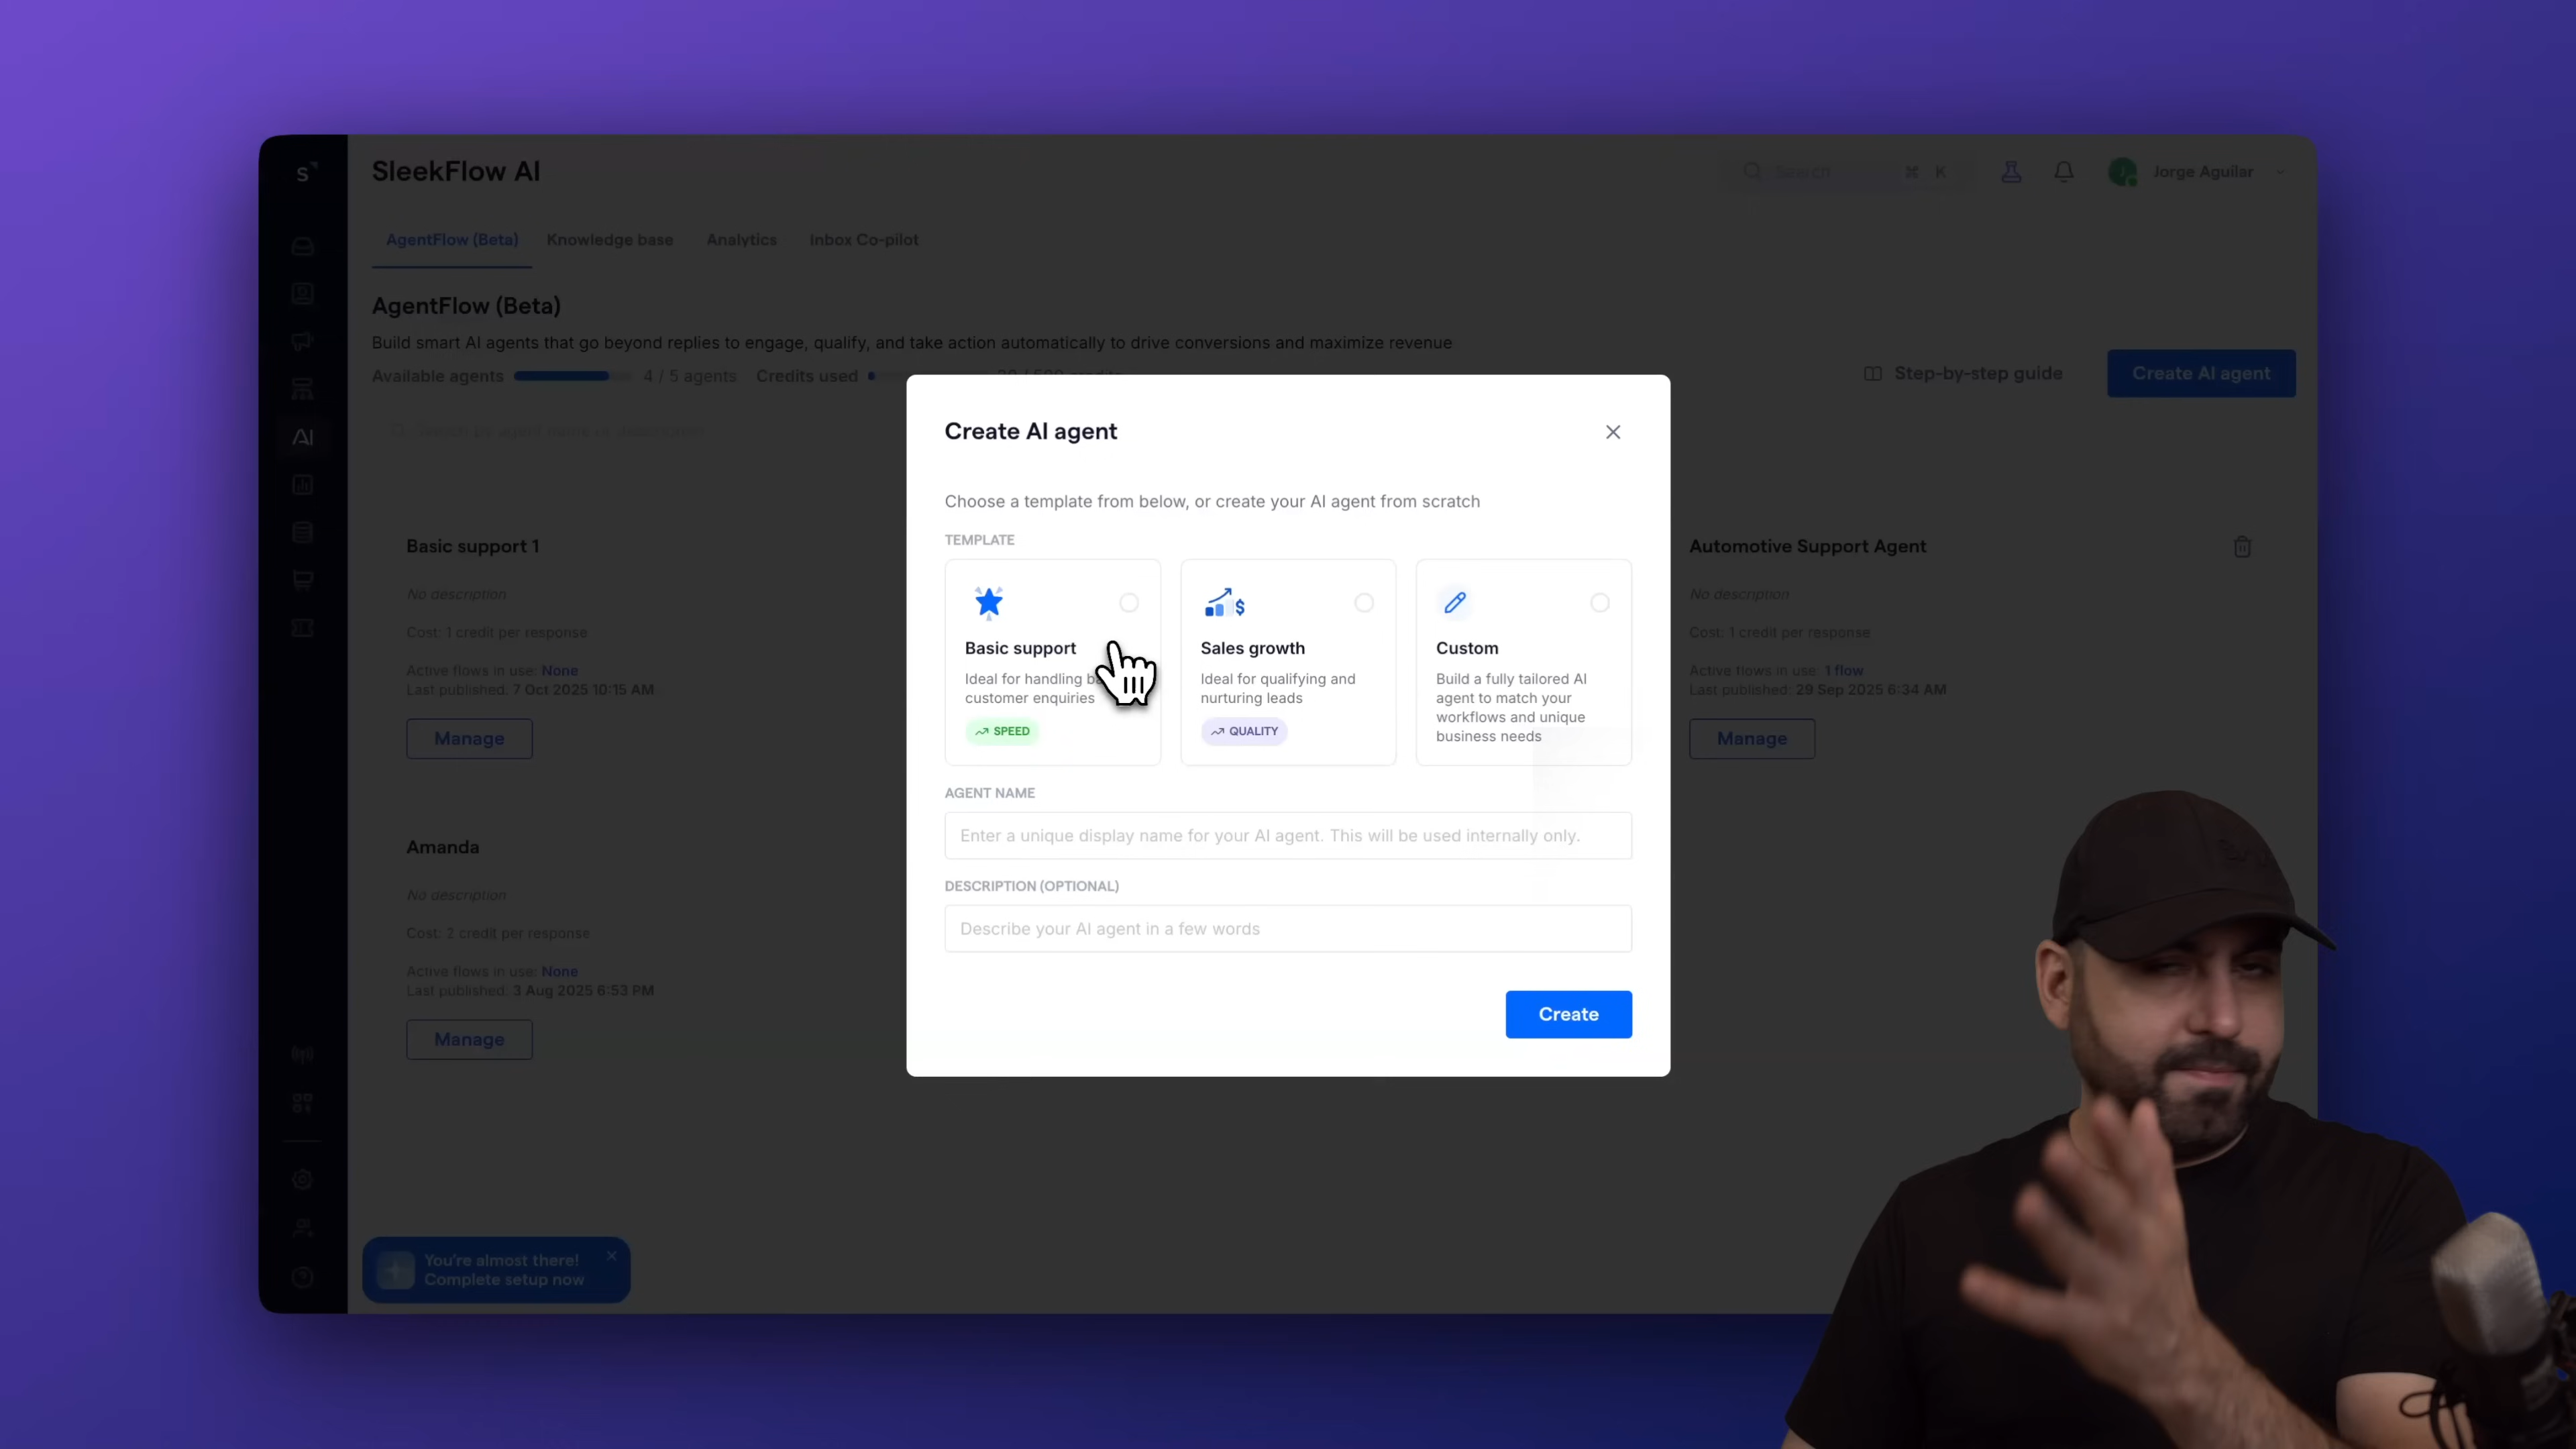 S
SleekFlow AI
Search ⌘ K
Jorge Aguilar
AgentFlow (Beta)
Knowledge base
Analytics
Inbox Co-pilot
AgentFlow (Beta)
Build smart AI agents that go beyond replies to engage, qualify, and take action automatically to drive conversions and maximize revenue
Available agents 4 / 5 agents Credits used
Step-by-step guide
Create AI agent
AI
Basic support 1
No description
Cost: 1 credit per response
Active flows in use: None
Last published: 7 Oct 2025 10:15 AM
Manage
Amanda
No description
Cost: 2 credit per response
Active flows in use: None
Last published: 3 Aug 2025 6:53 PM
Manage
Create AI agent
Choose a template from below, or create your AI agent from scratch
TEMPLATE
Basic support
Ideal for handling
customer enquiries
SPEED
Sales growth
Ideal for qualifying and
nurturing leads
QUALITY
Custom
Build a fully tailored AI
agent to match your
workflows and unique
business needs
AGENT NAME
Enter a unique display name for your AI agent. This will be used internally only.
DESCRIPTION (OPTIONAL)
Describe your AI agent in a few words
Create
Automotive Support Agent
No description
Cost: 1 credit per response
Active flows in use: 1 flow
Last published: 29 Sep 2025 6:34 AM
Manage
You're almost there!
Complete setup now